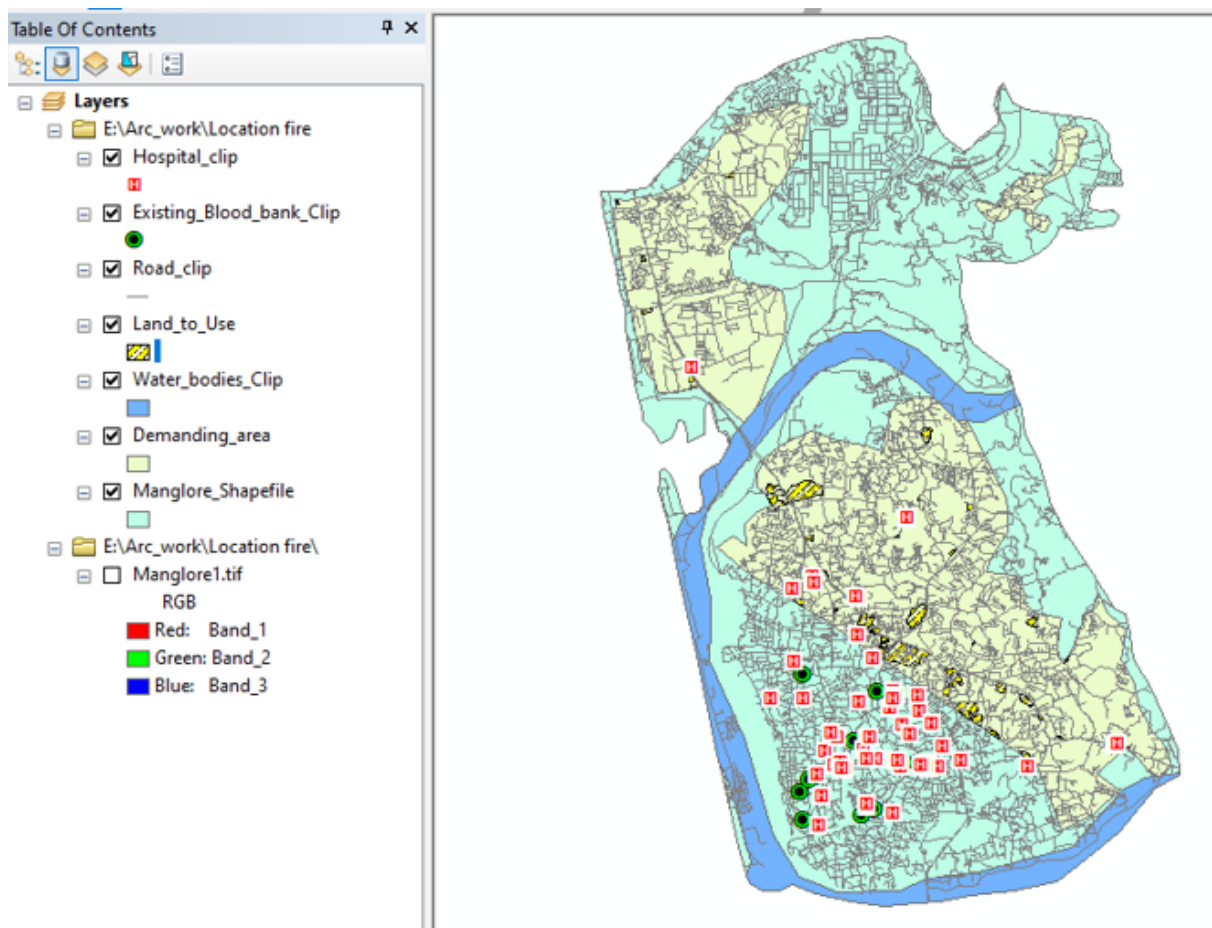 Table Of Contents
Layers
E:\Arc_work\Location fire
Hospital_clip
H
Existing_Blood_bank_Clip
Road_clip
Land_to_Use
Water_bodies_Clip
Demanding_area
Manglore_Shapefile
E:\Arc_work\Location fire\
Manglore1.tif
RGB
Red: Band_1
Green: Band_2
Blue: Band_3